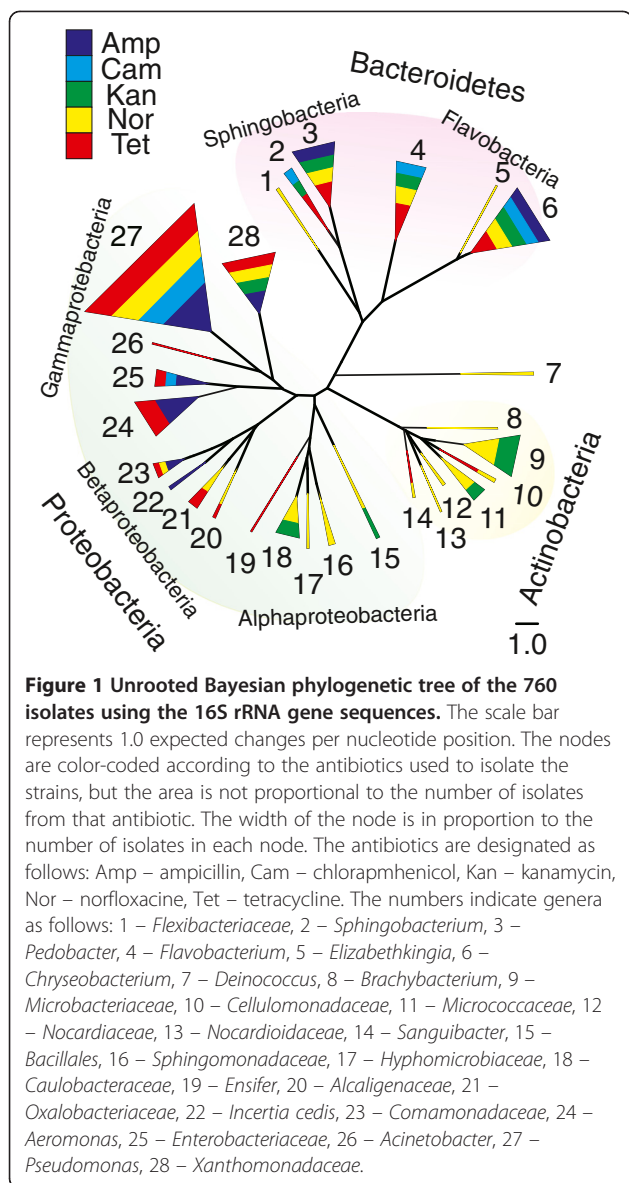 Amp
Cam
Kan
Nor
Tet
Bacteroidetes
Sphingobacteria
Flavobacteria
1
2
3
4
5
6
Gammaprotebacteria
27
28
26
25
24
23
22
21
20
19
18
17
16
15
14
13
12
11
10
9
8
7
Betaproteobacteria
Proteobacteria
Alphaproteobacteria
Actinobacteria
1.0
Figure 1 Unrooted Bayesian phylogenetic tree of the 760
isolates using the 16S rRNA gene sequences. The scale bar
represents 1.0 expected changes per nucleotide position. The nodes
are color-coded according to the antibiotics used to isolate the
strains, but the area is not proportional to the number of isolates
from that antibiotic. The width of the node is in proportion to the
number of isolates in each node. The antibiotics are designated as
follows: Amp – ampicillin, Cam – chlorapmhenicol, Kan – kanamycin,
Nor – norfloxacine, Tet – tetracycline. The numbers indicate genera
as follows: 1 – Flexibacteriaceae, 2 – Sphingobacterium, 3 –
Pedobacter, 4 – Flavobacterium, 5 – Elizabethkingia, 6 –
Chryseobacterium, 7 – Deinococcus, 8 – Brachybacterium, 9 –
Microbacteriaceae, 10 – Cellulomonadaceae, 11 – Micrococcaceae, 12
– Nocardiaceae, 13 – Nocardioidaceae, 14 – Sanguibacter, 15 –
Bacillales, 16 – Sphingomonadaceae, 17 – Hyphomicrobiaceae, 18 –
Caulobacteraceae, 19 – Ensifer, 20 – Alcaligenaceae, 21 –
Oxalobacteriaceae, 22 – Incertia cedis, 23 – Comamonadaceae, 24 –
Aeromonas, 25 – Enterobacteriaceae, 26 – Acinetobacter, 27 –
Pseudomonas, 28 – Xanthomonadaceae.